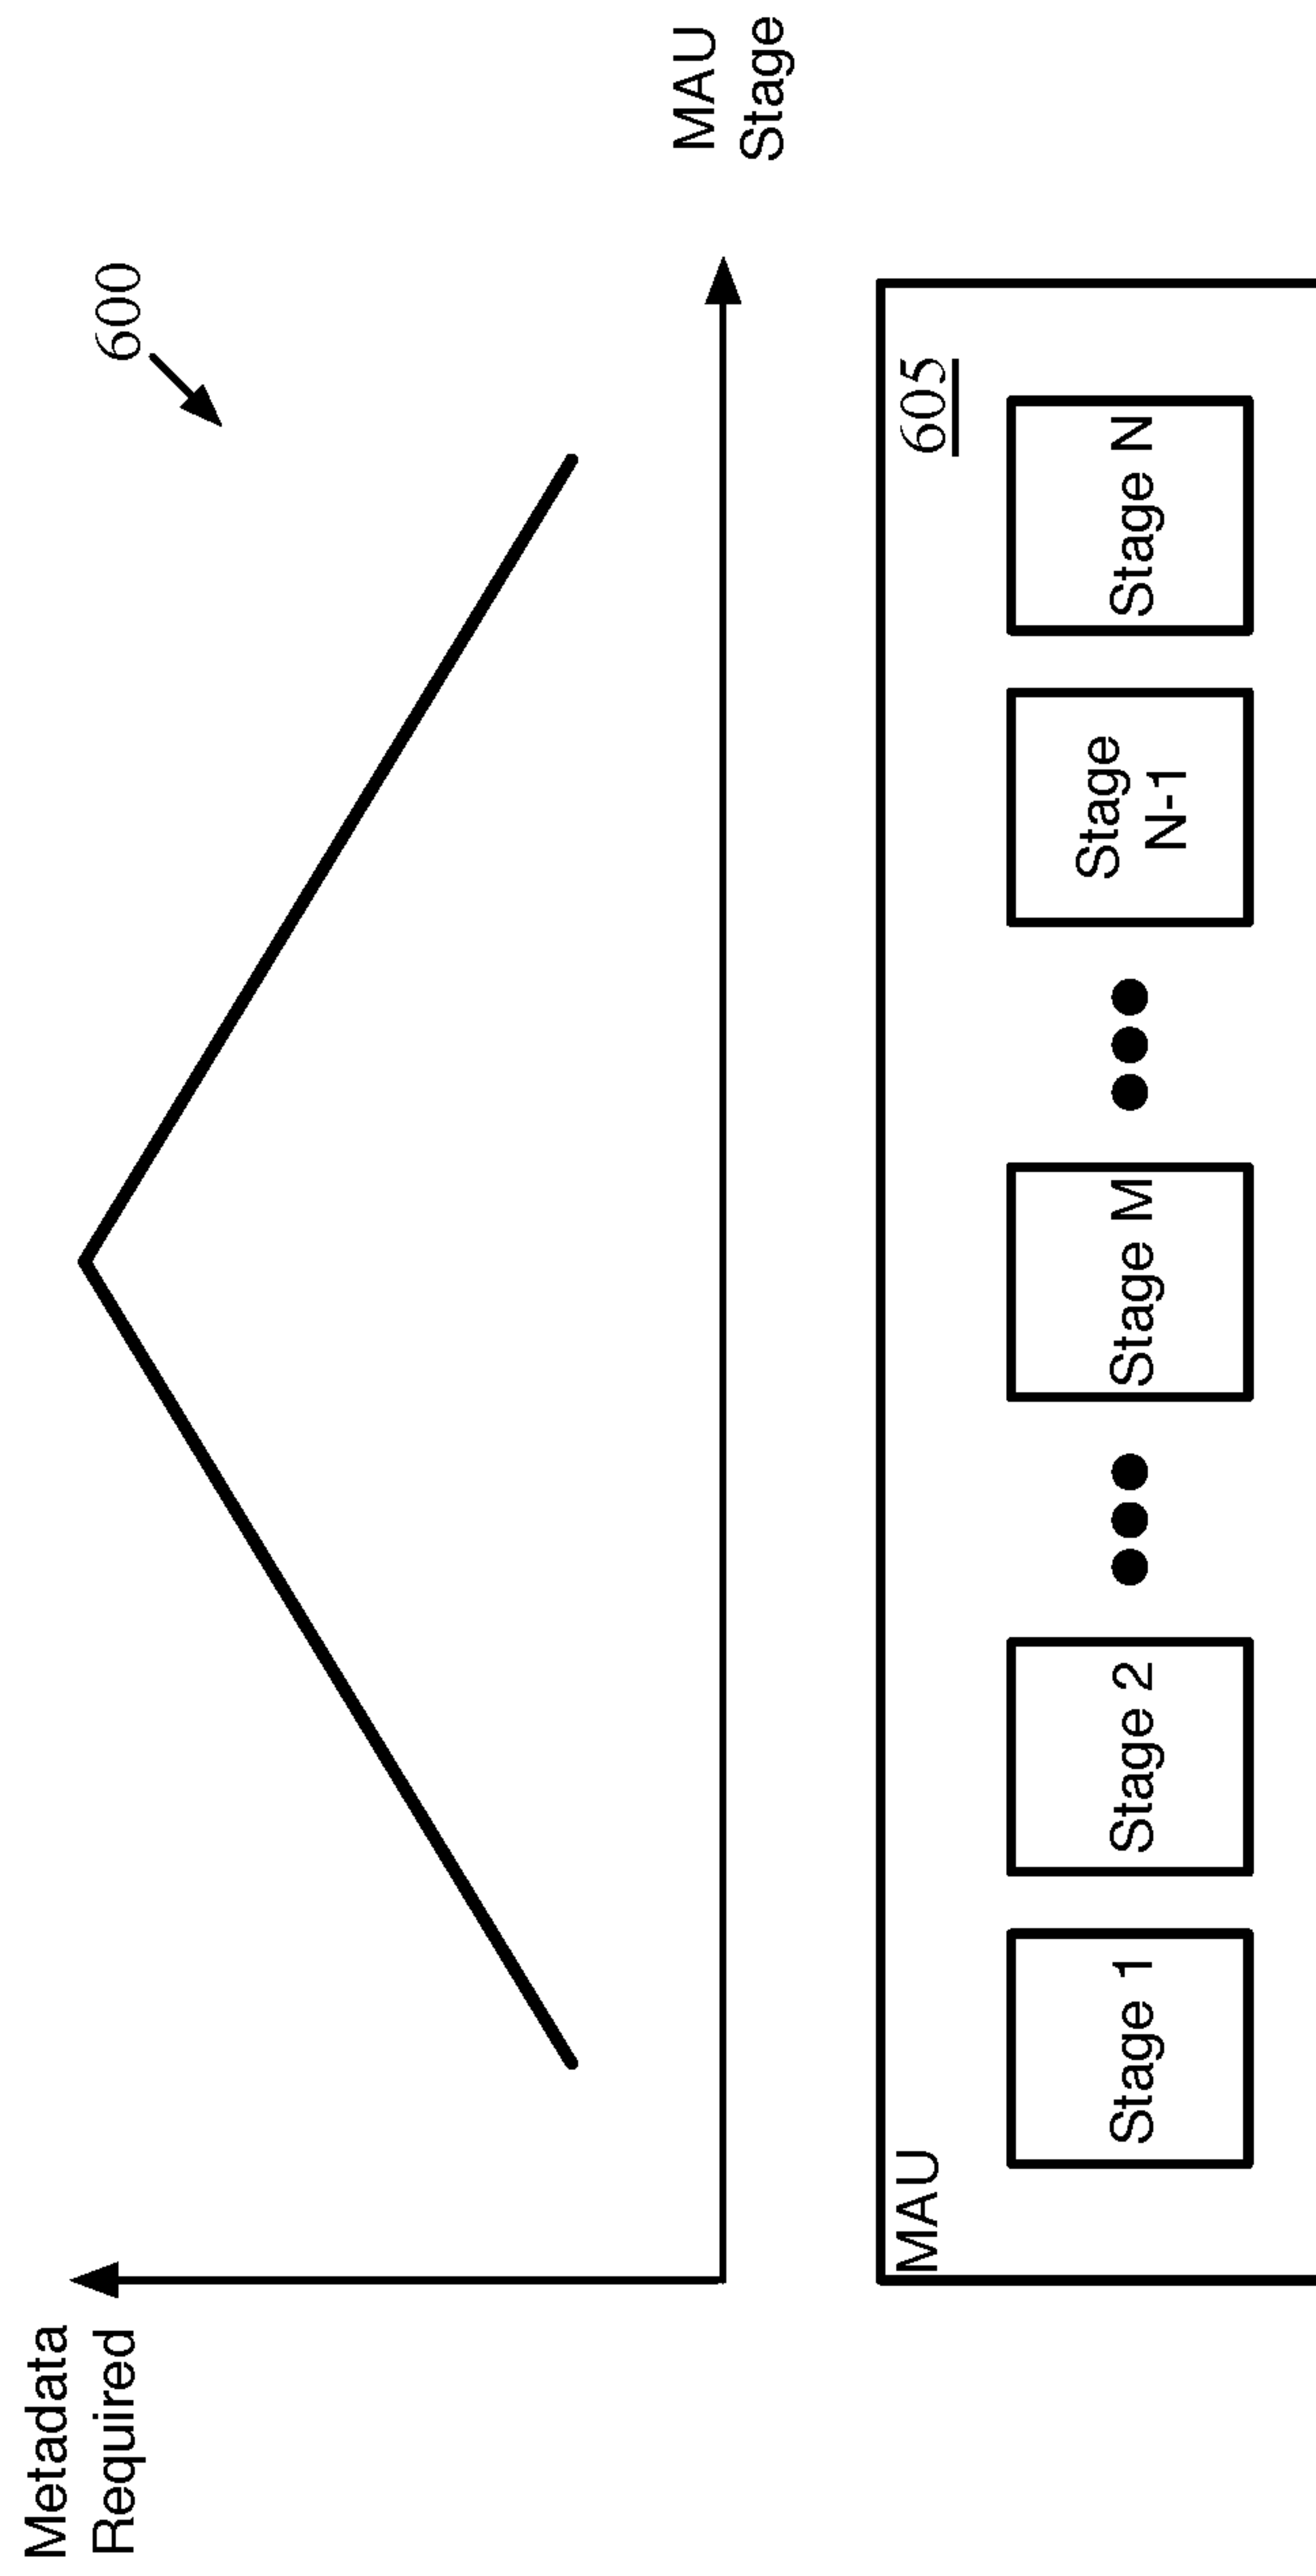 Metadata
Required
600
MAU
Stage
MAU
605
Stage 1
Stage 2
Stage M
Stage
N-1
Stage N